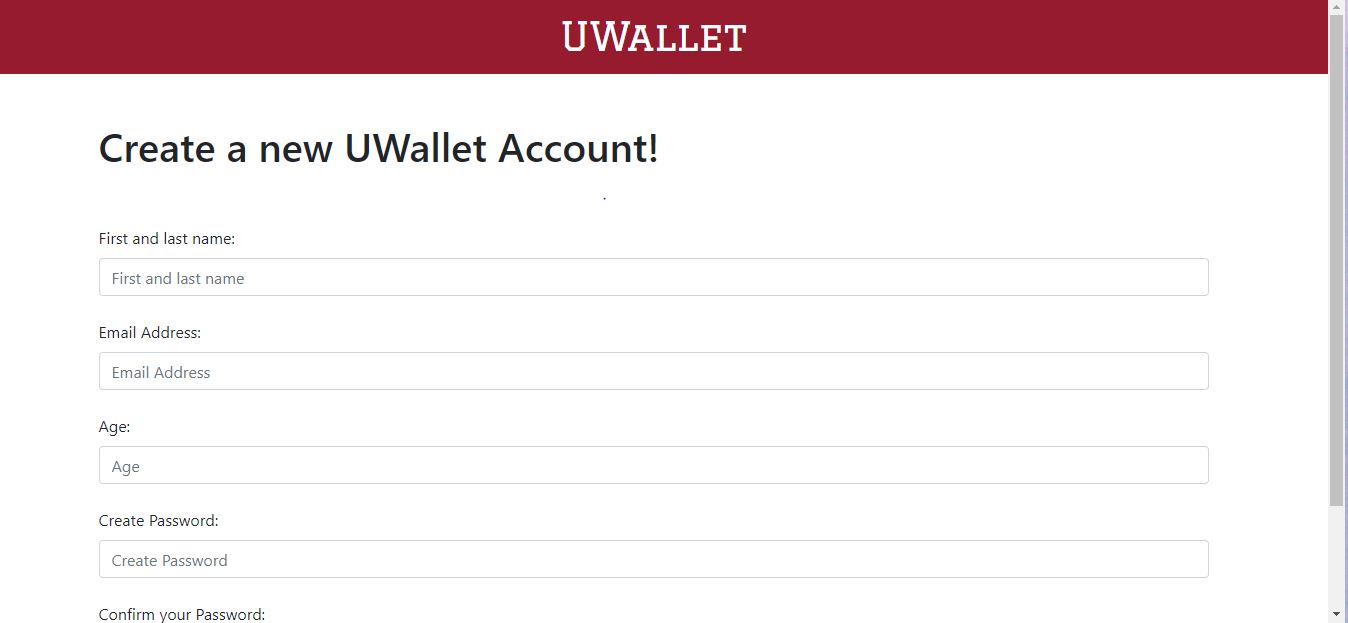 UWALLET
Create a new UWallet Account!
.
First and last name:
First and last name
Email Address:
Email Address
Age:
Age
Create Password:
Create Password
Confirm your Password: